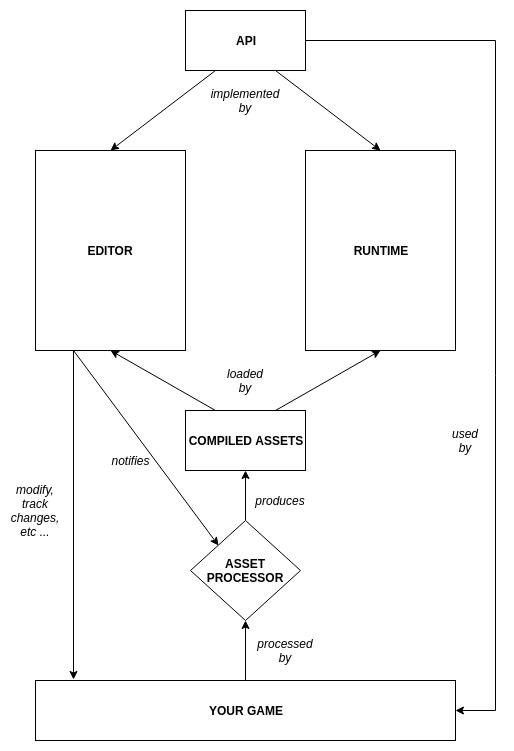 API
implemented
by
EDITOR
RUNTIME
loaded
by
COMPILED ASSETS
used
by
notifies
modify,
track
changes,
etc ...
produces
ASSET
PROCESSOR
processed
by
YOUR GAME